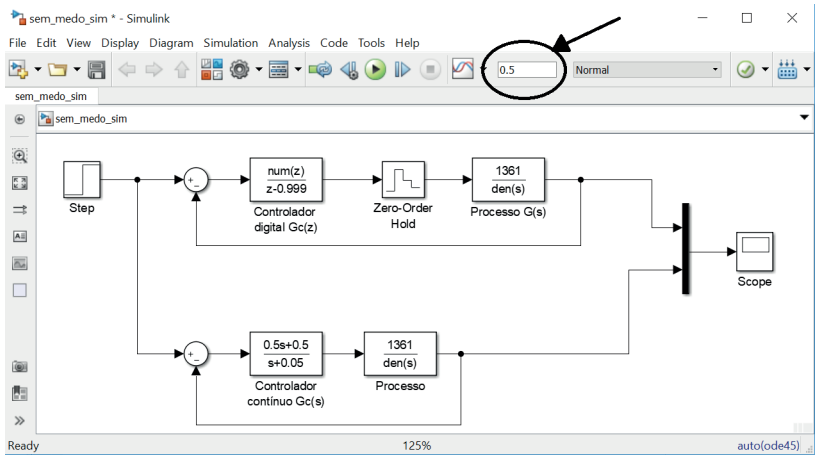 sem_medo_sim * - Simulink
File Edit View Display Diagram Simulation Analysis Code Tools Help
0.5
Normal
sem_medo_sim
sem_medo_sim
Step
+
-
num(z)
z-0.999
Controlador
digital Gc(z)
Zero-Order
Hold
1361
den(s)
Processo G(s)
Scope
+
-
0.5s+0.5
s+0.05
Controlador
contínuo Gc(s)
1361
den(s)
Processo
Ready
125%
auto(ode45)